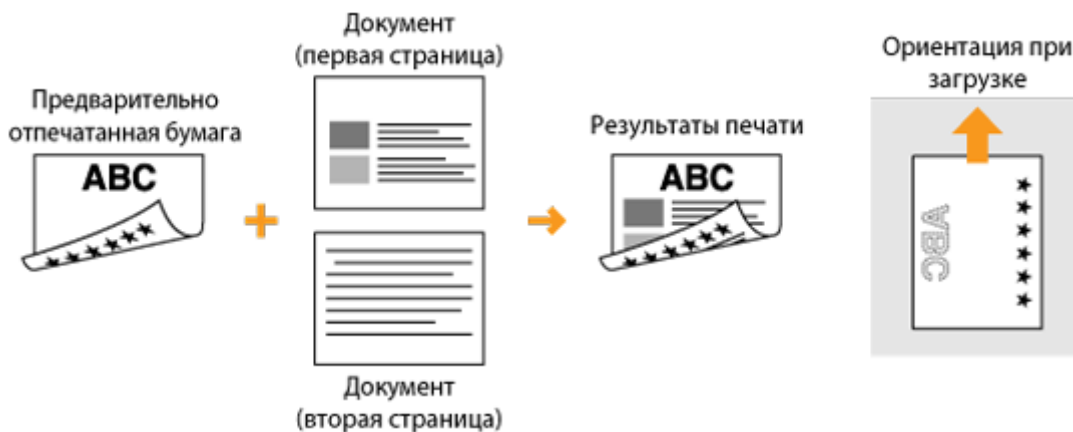 Предварительно
отпечатанная бумага
ABC
Документ
(первая страница)
Документ
(вторая страница)
Результаты печати
ABC
Ориентация при
загрузке
ABC